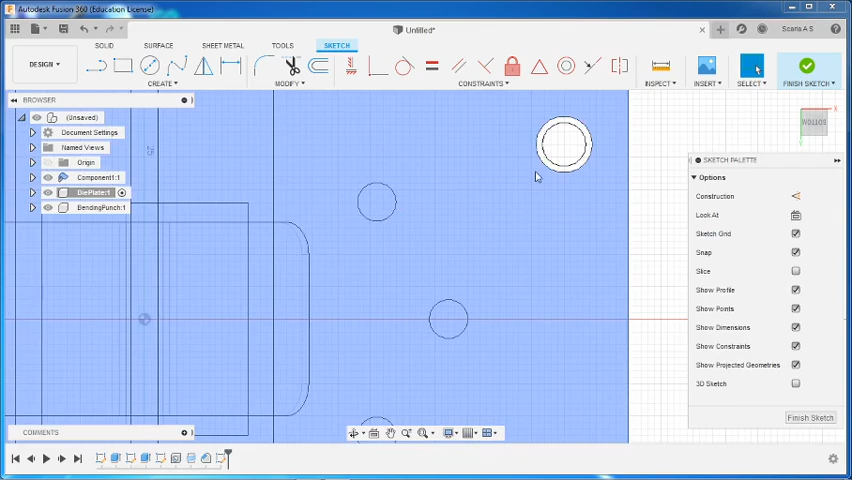 Autodesk Fusion 360 (Education License)
Untitled*
Scaria A S
SOLID SURFACE SHEET METAL TOOLS SKETCH
DESIGN
CREATE MODIFY CONSTRAINTS INSPECT INSERT SELECT FINISH SKETCH
BROWSER
(Unsaved)
Document Settings
Named Views
Origin
Component1:1
DiePlate:1
BendingPunch:1
25
X
BOTTOM
SKETCH PALETTE
Options
Construction
Look At
Sketch Grid
Snap
Slice
Show Profile
Show Points
Show Dimensions
Show Constraints
Show Projected Geometries
3D Sketch
Finish Sketch
COMMENTS